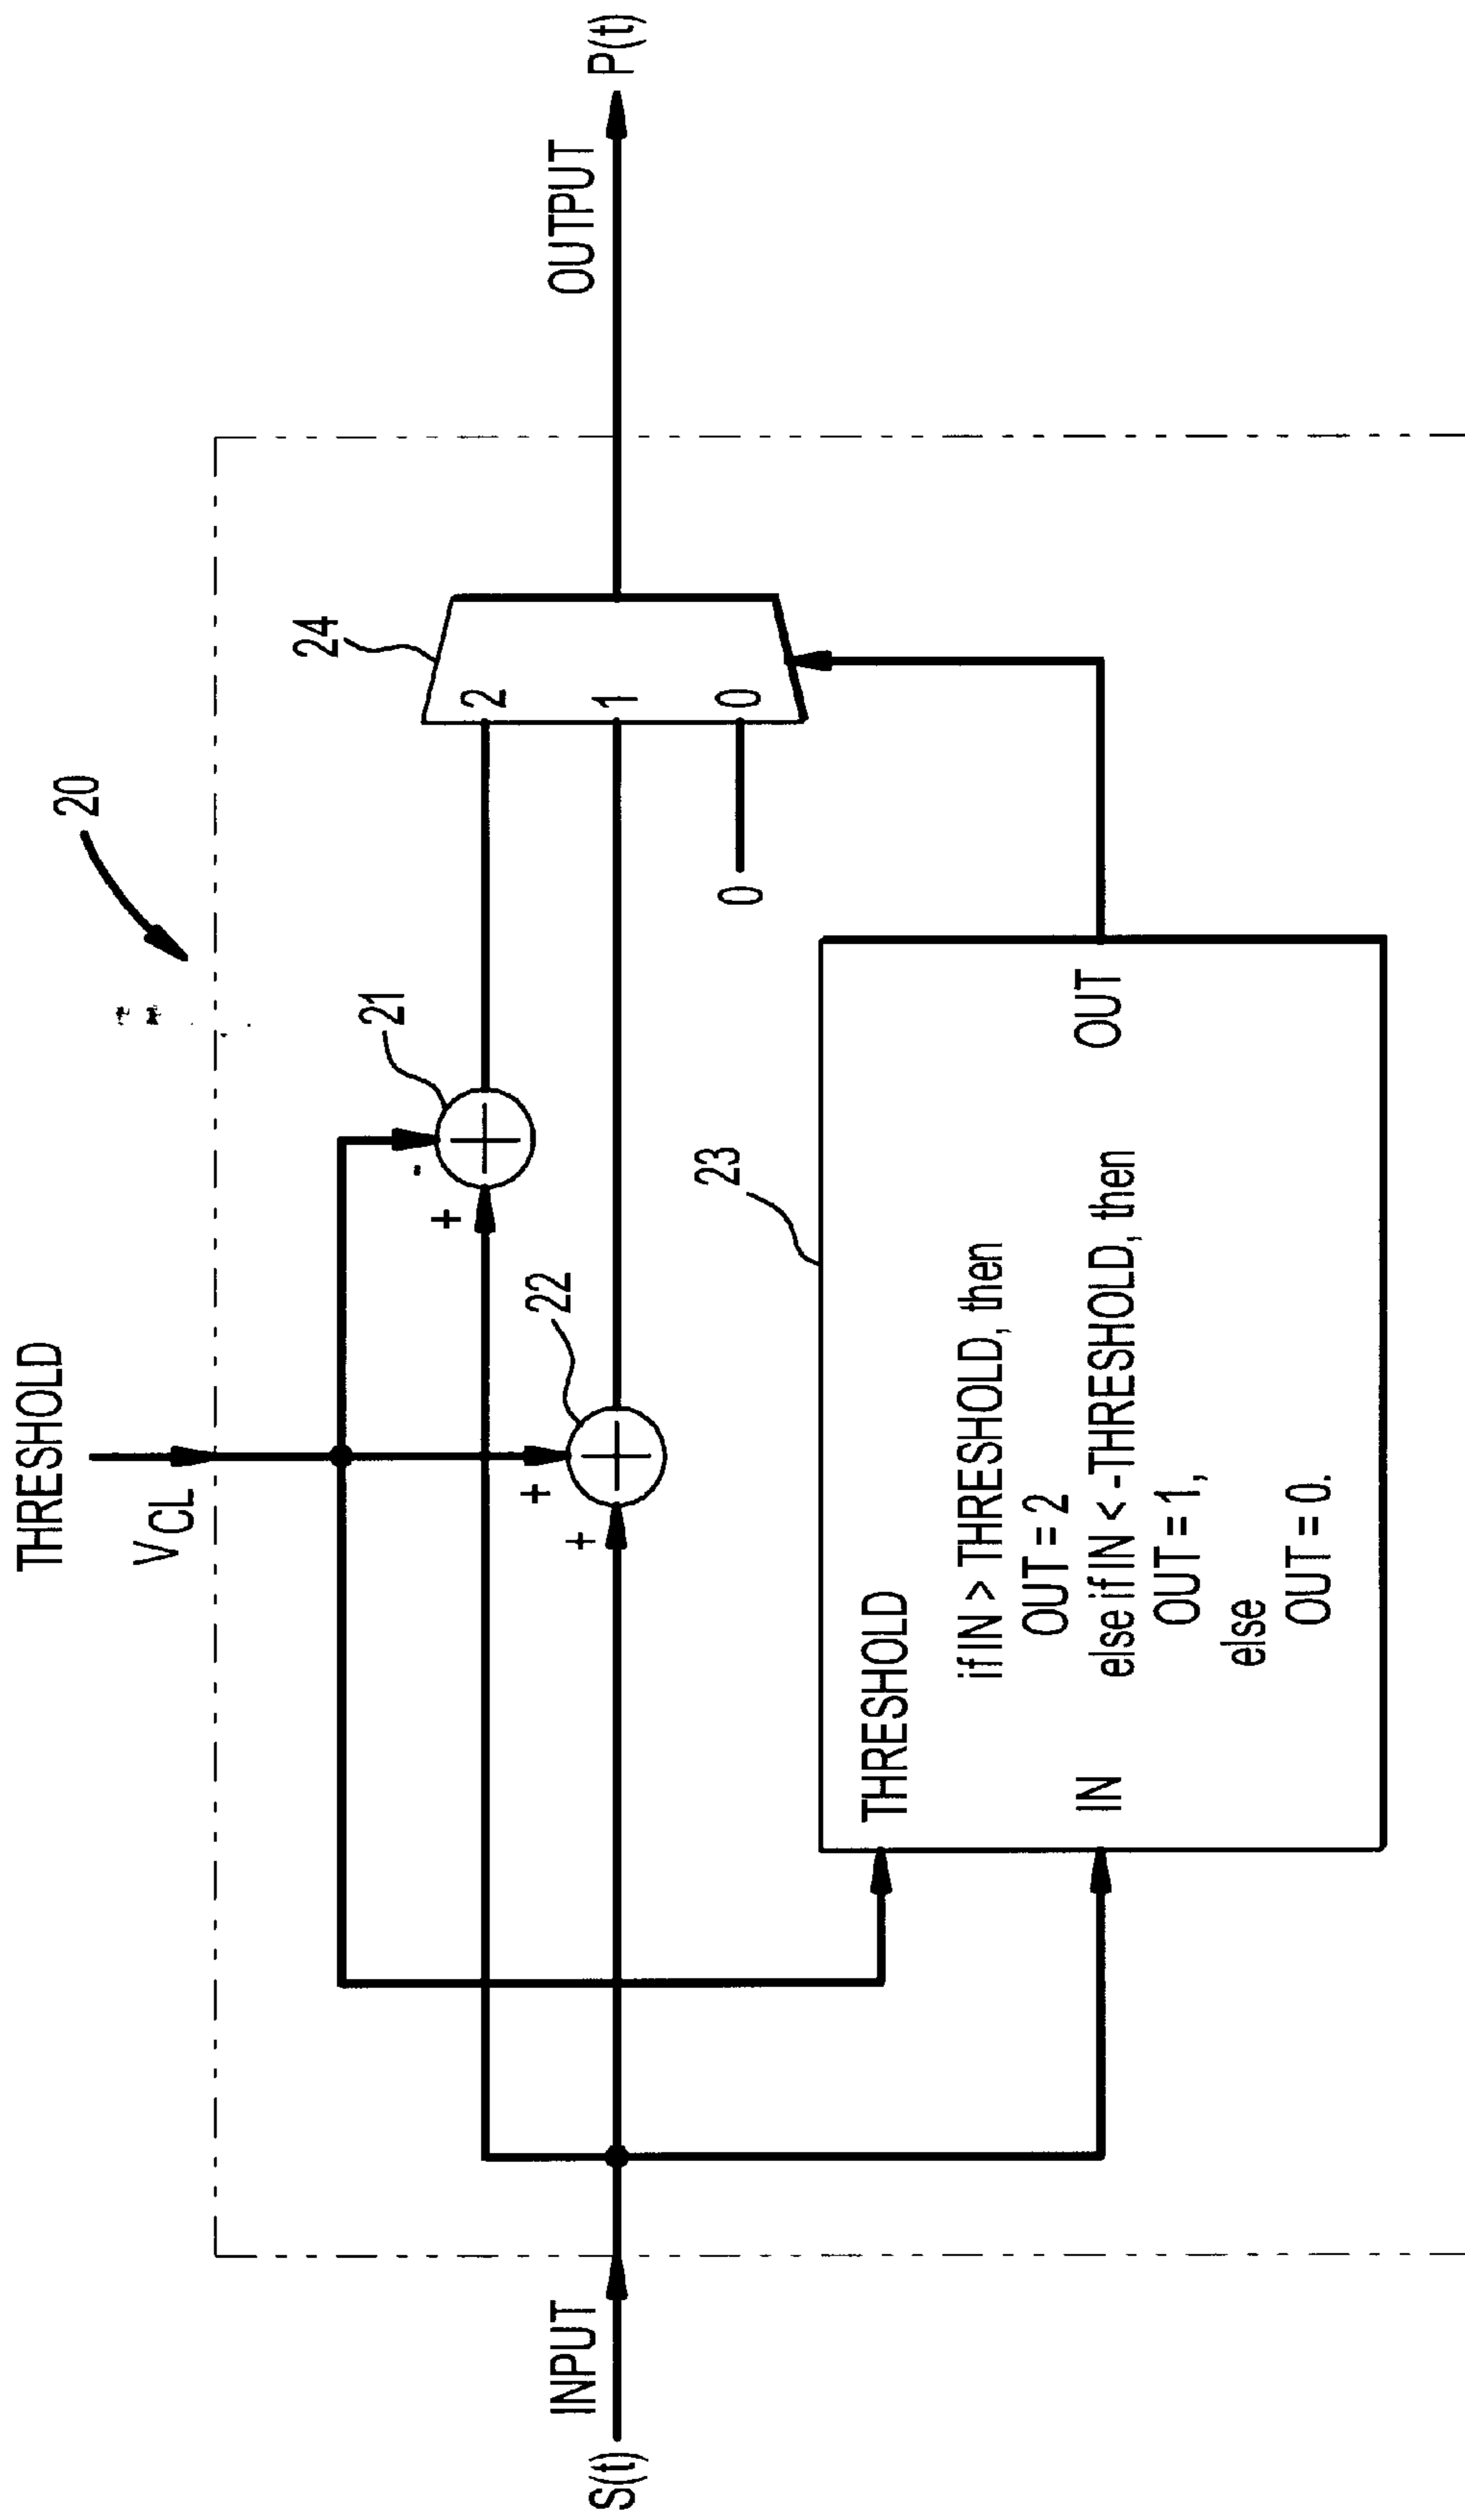 THRESHOLD
V_CL
20
24
21
22
-
+
+
+
2
1
0
0
INPUT
S(t)
OUTPUT
P(t)
23
THRESHOLD
if IN > THRESHOLD, then
OUT = 2
else if IN < -THRESHOLD, then
OUT = 1,
else
OUT = 0.
IN
OUT